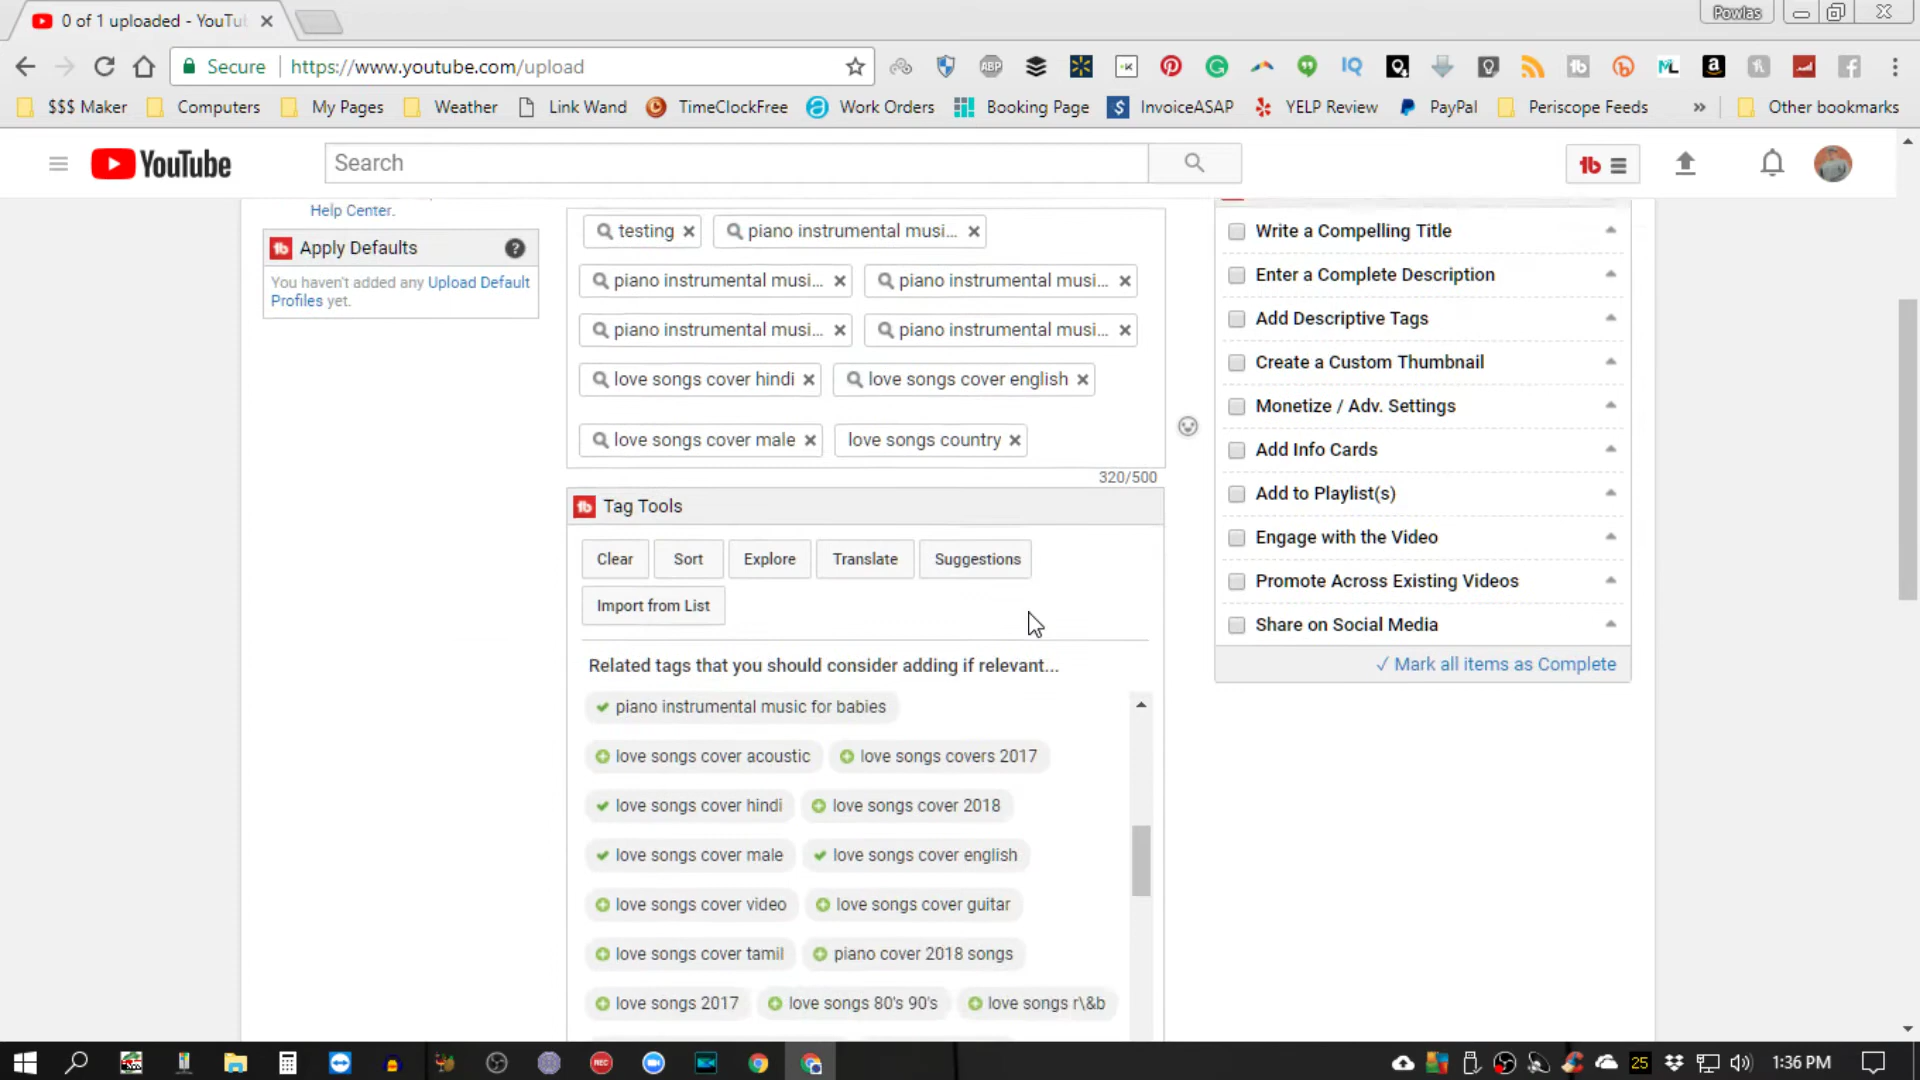 0 of 1 uploaded - YouTub
Powlas
Secure https://www.youtube.com/upload
$$$ Maker Computers My Pages Weather Link Wand TimeClockFree Work Orders Booking Page InvoiceASAP YELP Review PayPal Periscope Feeds » Other bookmarks
YouTube
Search
Help Center.
Apply Defaults ?
You haven't added any Upload Default
Profiles yet.
testing piano instrumental musi...
piano instrumental musi... piano instrumental musi...
piano instrumental musi... piano instrumental musi...
love songs cover hindi love songs cover english
love songs cover male love songs country
320/500
Tag Tools
Clear Sort Explore Translate Suggestions
Import from List
Related tags that you should consider adding if relevant...
piano instrumental music for babies
love songs cover acoustic love songs covers 2017
love songs cover hindi love songs cover 2018
love songs cover male love songs cover english
love songs cover video love songs cover guitar
love songs cover tamil piano cover 2018 songs
love songs 2017 love songs 80's 90's love songs r\&b
Write a Compelling Title
Enter a Complete Description
Add Descriptive Tags
Create a Custom Thumbnail
Monetize / Adv. Settings
Add Info Cards
Add to Playlist(s)
Engage with the Video
Promote Across Existing Videos
Share on Social Media
✓ Mark all items as Complete
25 1:36 PM